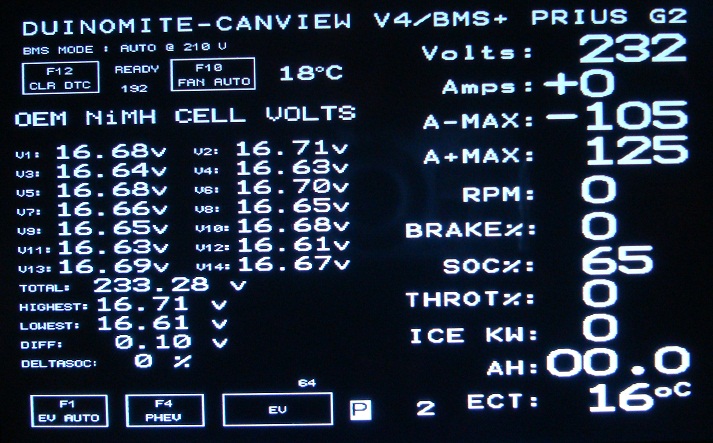 DUINOMITE-CANVIEW V4/BMS+ PRIUS G2
BMS MODE : AUTO @ 210 V
F12
CLR DTC
READY
192
F10
FAN AUTO
18°C
OEM NiMH CELL VOLTS
V1: 16.68v V2: 16.71v
V3: 16.64v V4: 16.63v
V5: 16.68v V6: 16.70v
V7: 16.66v V8: 16.65v
V9: 16.65v V10: 16.68v
V11: 16.63v V12: 16.61v
V13: 16.69v V14: 16.67v
TOTAL: 233.28 v
HIGHEST: 16.71 v
LOWEST: 16.61 v
DIFF: 0.10 v
DELTASOC: 0 %
Volts: 232
Amps: +0
A-MAX: -105
A+MAX: 125
RPM: 0
BRAKE%: 0
SOC%: 65
THROT%: 0
ICE KW: 0
AH: 00.0
ECT: 16°C
F1
EV AUTO
F4
PHEV
64
EV
P
2